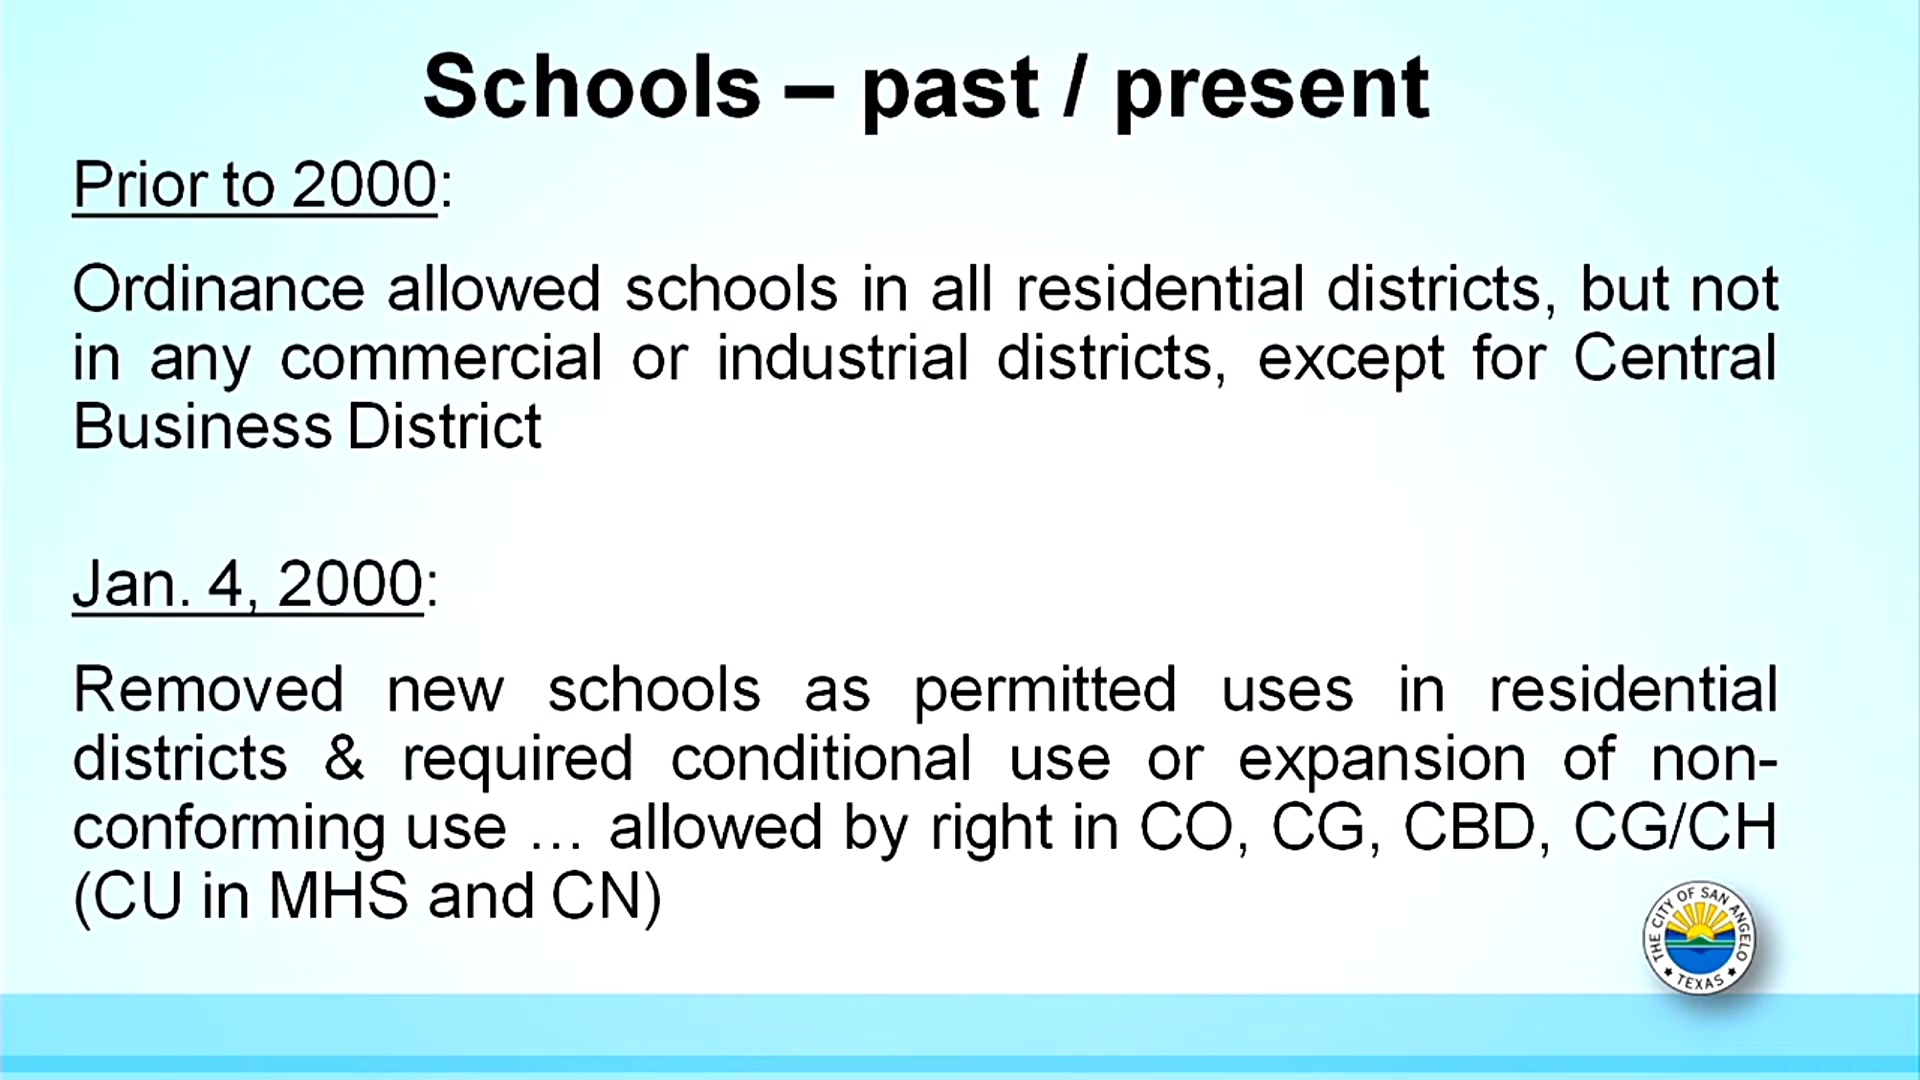 Schools – past / present
Prior to 2000:
Ordinance allowed schools in all residential districts, but not
in any commercial or industrial districts, except for Central
Business District
Jan. 4, 2000:
Removed new schools as permitted uses in residential
districts & required conditional use or expansion of non-
conforming use … allowed by right in CO, CG, CBD, CG/CH
(CU in MHS and CN)
THE CITY OF SAN ANGELO
TEXAS